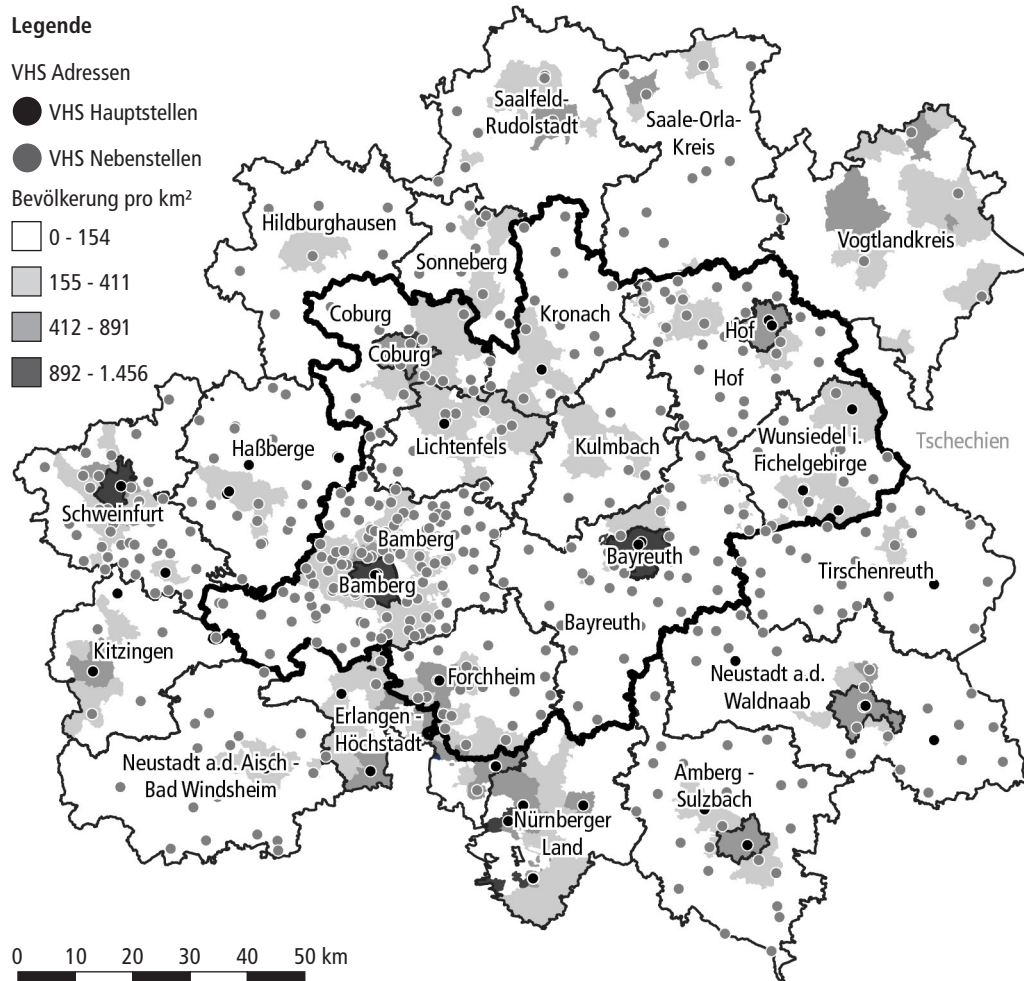 Legende
VHS Adressen
VHS Hauptstellen
VHS Nebenstellen
Bevölkerung pro km²
0 - 154
155 - 411
412 - 891
892 - 1.456
Saalfeld-
Rudolstadt
Saale-Orla-
Kreis
Hildburghausen
Vogtlandkreis
Sonneberg
Coburg
Kronach
Coburg
Hof
Hof
Haßberge
Lichtenfels
Kulmbach
Wunsiedel i.
Fichelgebirge
Tschechien
Schweinfurt
Bamberg
Bamberg
Bayreuth
Tirschenreuth
Bayreuth
Kitzingen
Forchheim
Neustadt a.d.
Waldnaab
Erlangen -
Höchstadt
Neustadt a.d. Aisch -
Bad Windsheim
Amberg -
Sulzbach
Nürnberger
Land
0 10 20 40 50 km